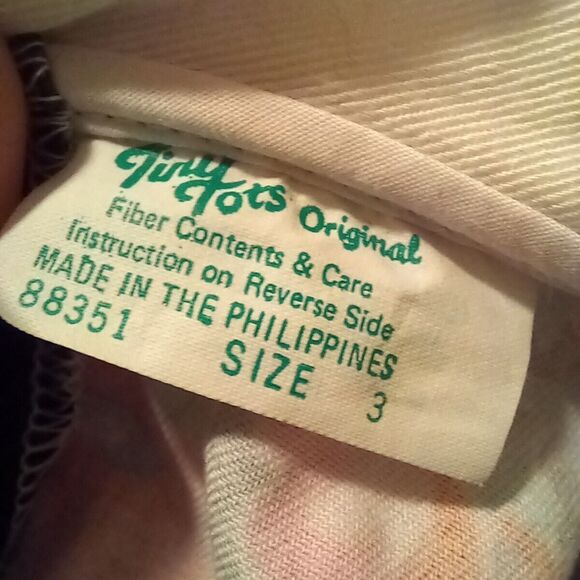 Tiny Tots Original
Fiber Contents & Care
Instruction on Reverse Side
MADE IN THE PHILIPPINES
88351 SIZE 3